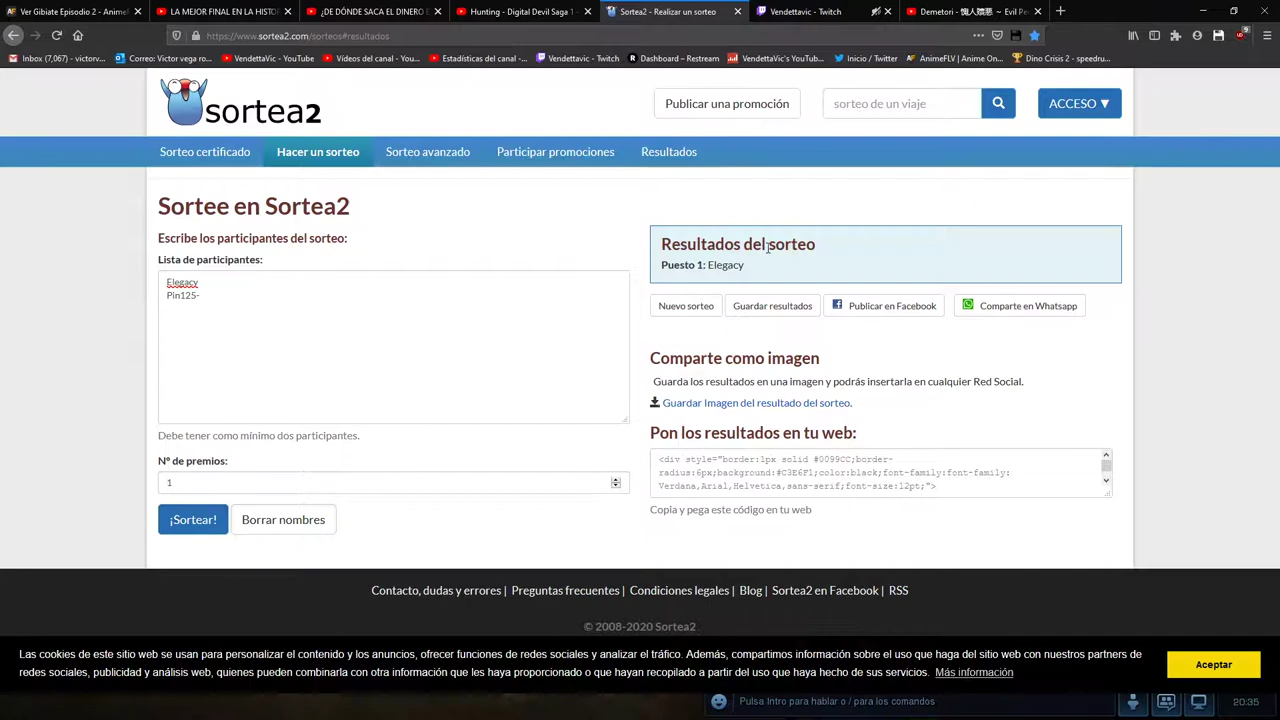 Ver Gibiate Episodio 2 - AnimeF
LA MEJOR FINAL EN LA HISTOR
¿DE DÓNDE SACA EL DINERO E
Hunting - Digital Devil Saga 1
Sortea2 - Realizar un sorteo
Vendettavic - Twitch
Demetori - ~ Evil Pe
https://www.sortea2.com/sorteos#resultados
Inbox (7,067) - victorv...
Correo: Victor vega ro...
VendettaVic - YouTube
Vídeos del canal - You...
Estadísticas del canal -...
Vendettavic - Twitch
Dashboard – Restream
VendettaVic's YouTub...
Inicio / Twitter
AnimeFLV (Anime On...
Dino Crisis 2 - speedru...
sortea2
Publicar una promoción
sorteo de un viaje
ACCESO ▼
Sorteo certificado
Hacer un sorteo
Sorteo avanzado
Participar promociones
Resultados
Sortee en Sortea2
Escribe los participantes del sorteo:
Lista de participantes:
Elegacy
Pin125-
Debe tener como mínimo dos participantes.
Nº de premios:
1
¡Sortear!
Borrar nombres
Resultados del sorteo
Puesto 1: Elegacy
Nuevo sorteo
Guardar resultados
Publicar en Facebook
Comparte en Whatsapp
Comparte como imagen
Guarda los resultados en una imagen y podrás insertarla en cualquier Red Social.
Guardar Imagen del resultado del sorteo.
Pon los resultados en tu web:
<div style="border:1px solid #0099CC;border-
radius:6px;background:#C3E6F1;color:black;font-family:font-family:
Verdana,Arial,Helvetica,sans-serif;font-size:12pt;">
Copia y pega este código en tu web
Contacto, dudas y errores | Preguntas frecuentes | Condiciones legales | Blog | Sortea2 en Facebook | RSS
© 2008-2020 Sortea2
Las cookies de este sitio web se usan para personalizar el contenido y los anuncios, ofrecer funciones de redes sociales y analizar el tráfico. Además, compartimos información sobre el uso que haga del sitio web con nuestros partners de
redes sociales, publicidad y análisis web, quienes pueden combinarla con otra información que les haya proporcionado o que hayan recopilado a partir del uso que haya hecho de sus servicios. Más información
Aceptar
Pulsa Intro para hablar o / para los comandos
20:35